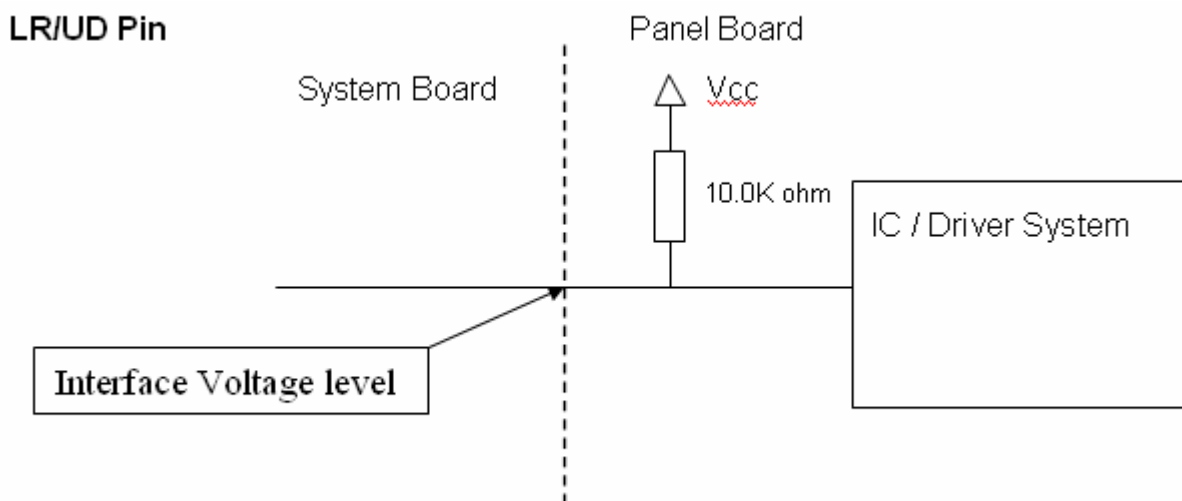 LR/UD Pin
Panel Board
System Board
Vcc
10.0K ohm
IC / Driver System
Interface Voltage level